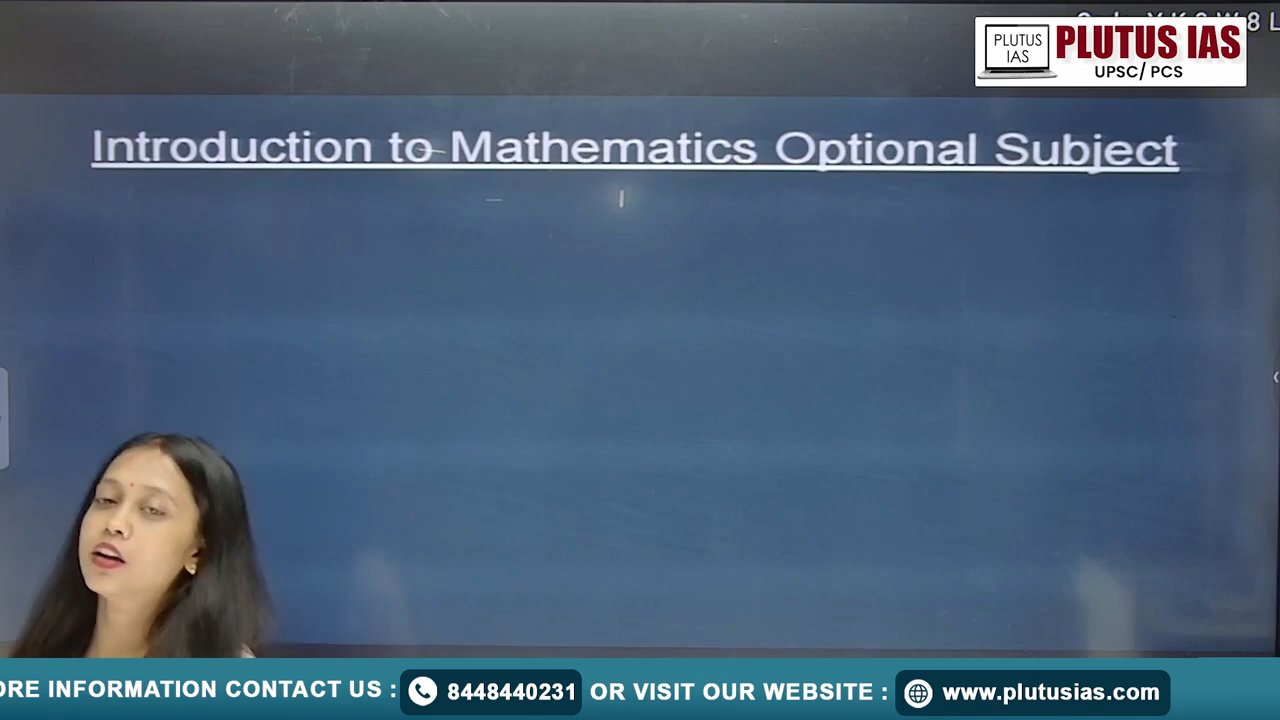 PLUTUS
IAS
PLUTUS IAS
UPSC/ PCS
Introduction to Mathematics Optional Subject
ORE INFORMATION CONTACT US : 8448440231 OR VISIT OUR WEBSITE : www.plutusias.com